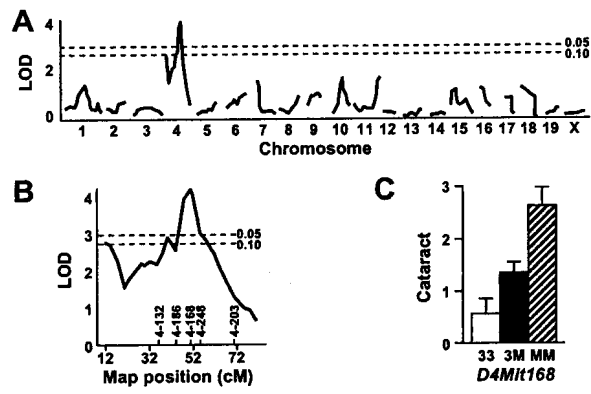 A
4
2
0
LOD
0.05
0.10
1 2 3 4 5 6 7 8 9 10 11 12 13 14 15 16 17 18 19 X
Chromosome
B
4
3
2
1
0
LOD
0.05
0.10
4-132
4-186
4-168
4-248
4-203
12 32 52 72
Map position (cM)
C
3
2
1
0
Cataract
33 3M MM
D4Mit168